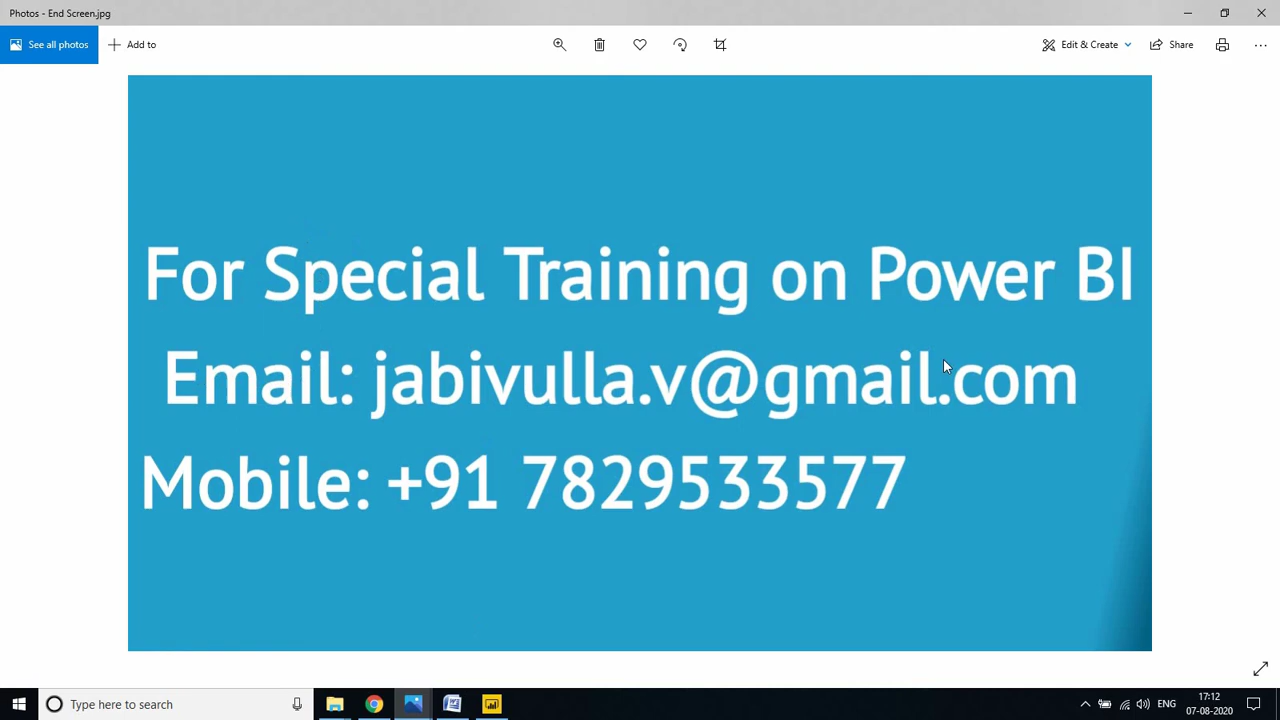 Photos - End Screen.jpg
See all photos
Add to
Edit & Create
Share
For Special Training on Power BI
Email: jabivulla.v@gmail.com
Mobile: +91 7829533577
Type here to search
ENG
17:12
07-08-2020